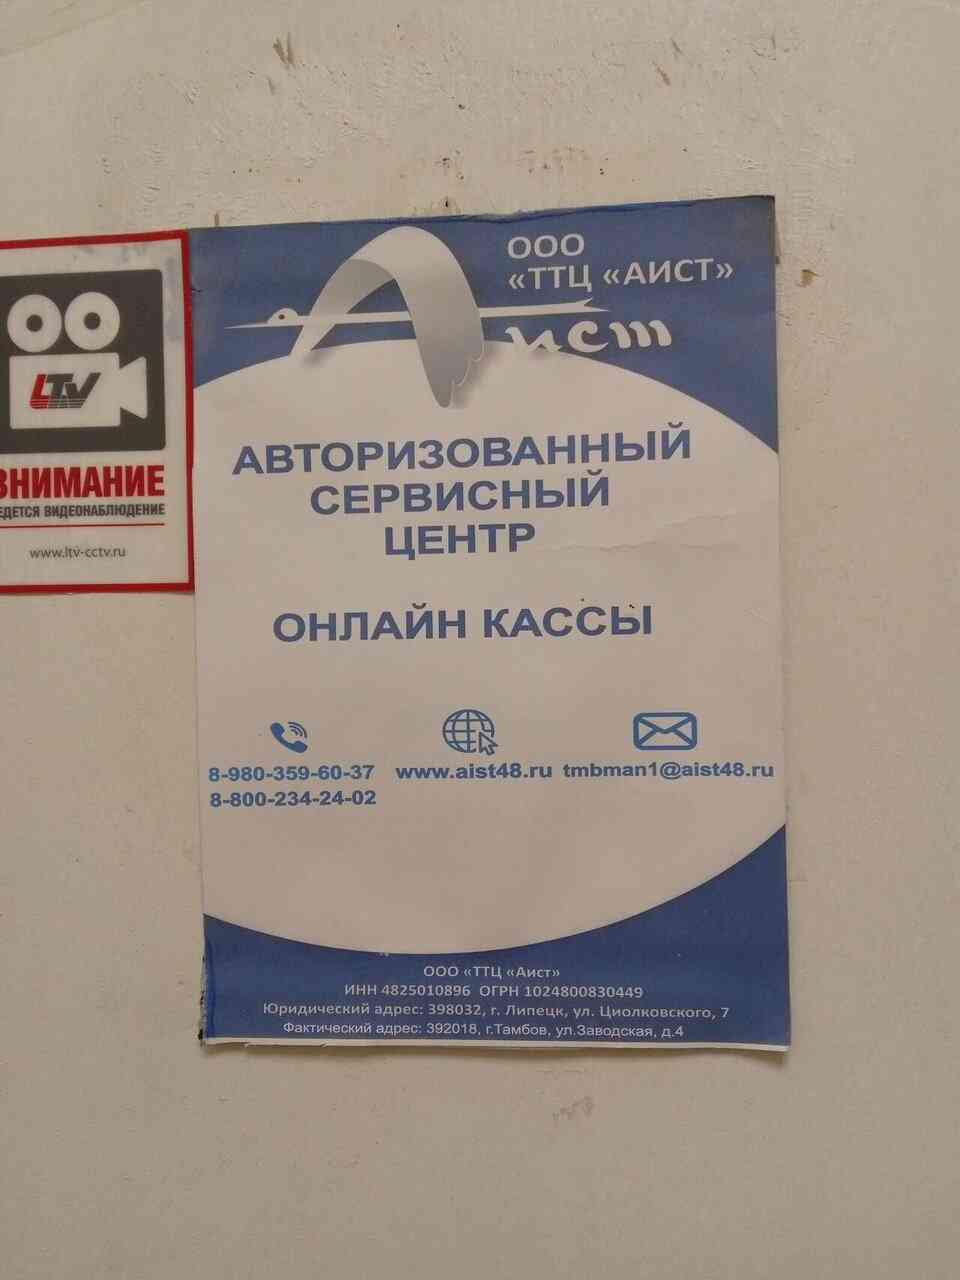 LTV
ВНИМАНИЕ
ВЕДЕТСЯ ВИДЕОНАБЛЮДЕНИЕ
www.ltv-cctv.ru
ООО
«ТТЦ «АИСТ»
Аист
АВТОРИЗОВАННЫЙ
СЕРВИСНЫЙ
ЦЕНТР
ОНЛАЙН КАССЫ
8-980-359-60-37 www.aist48.ru tmbman1@aist48.ru
8-800-234-24-02
ООО «ТТЦ «Аист»
ИНН 4825010896 ОГРН 1024800830449
Юридический адрес: 398032, г. Липецк, ул. Циолковского, 7
Фактический адрес: 392018, г.Тамбов, ул.Заводская, д.4